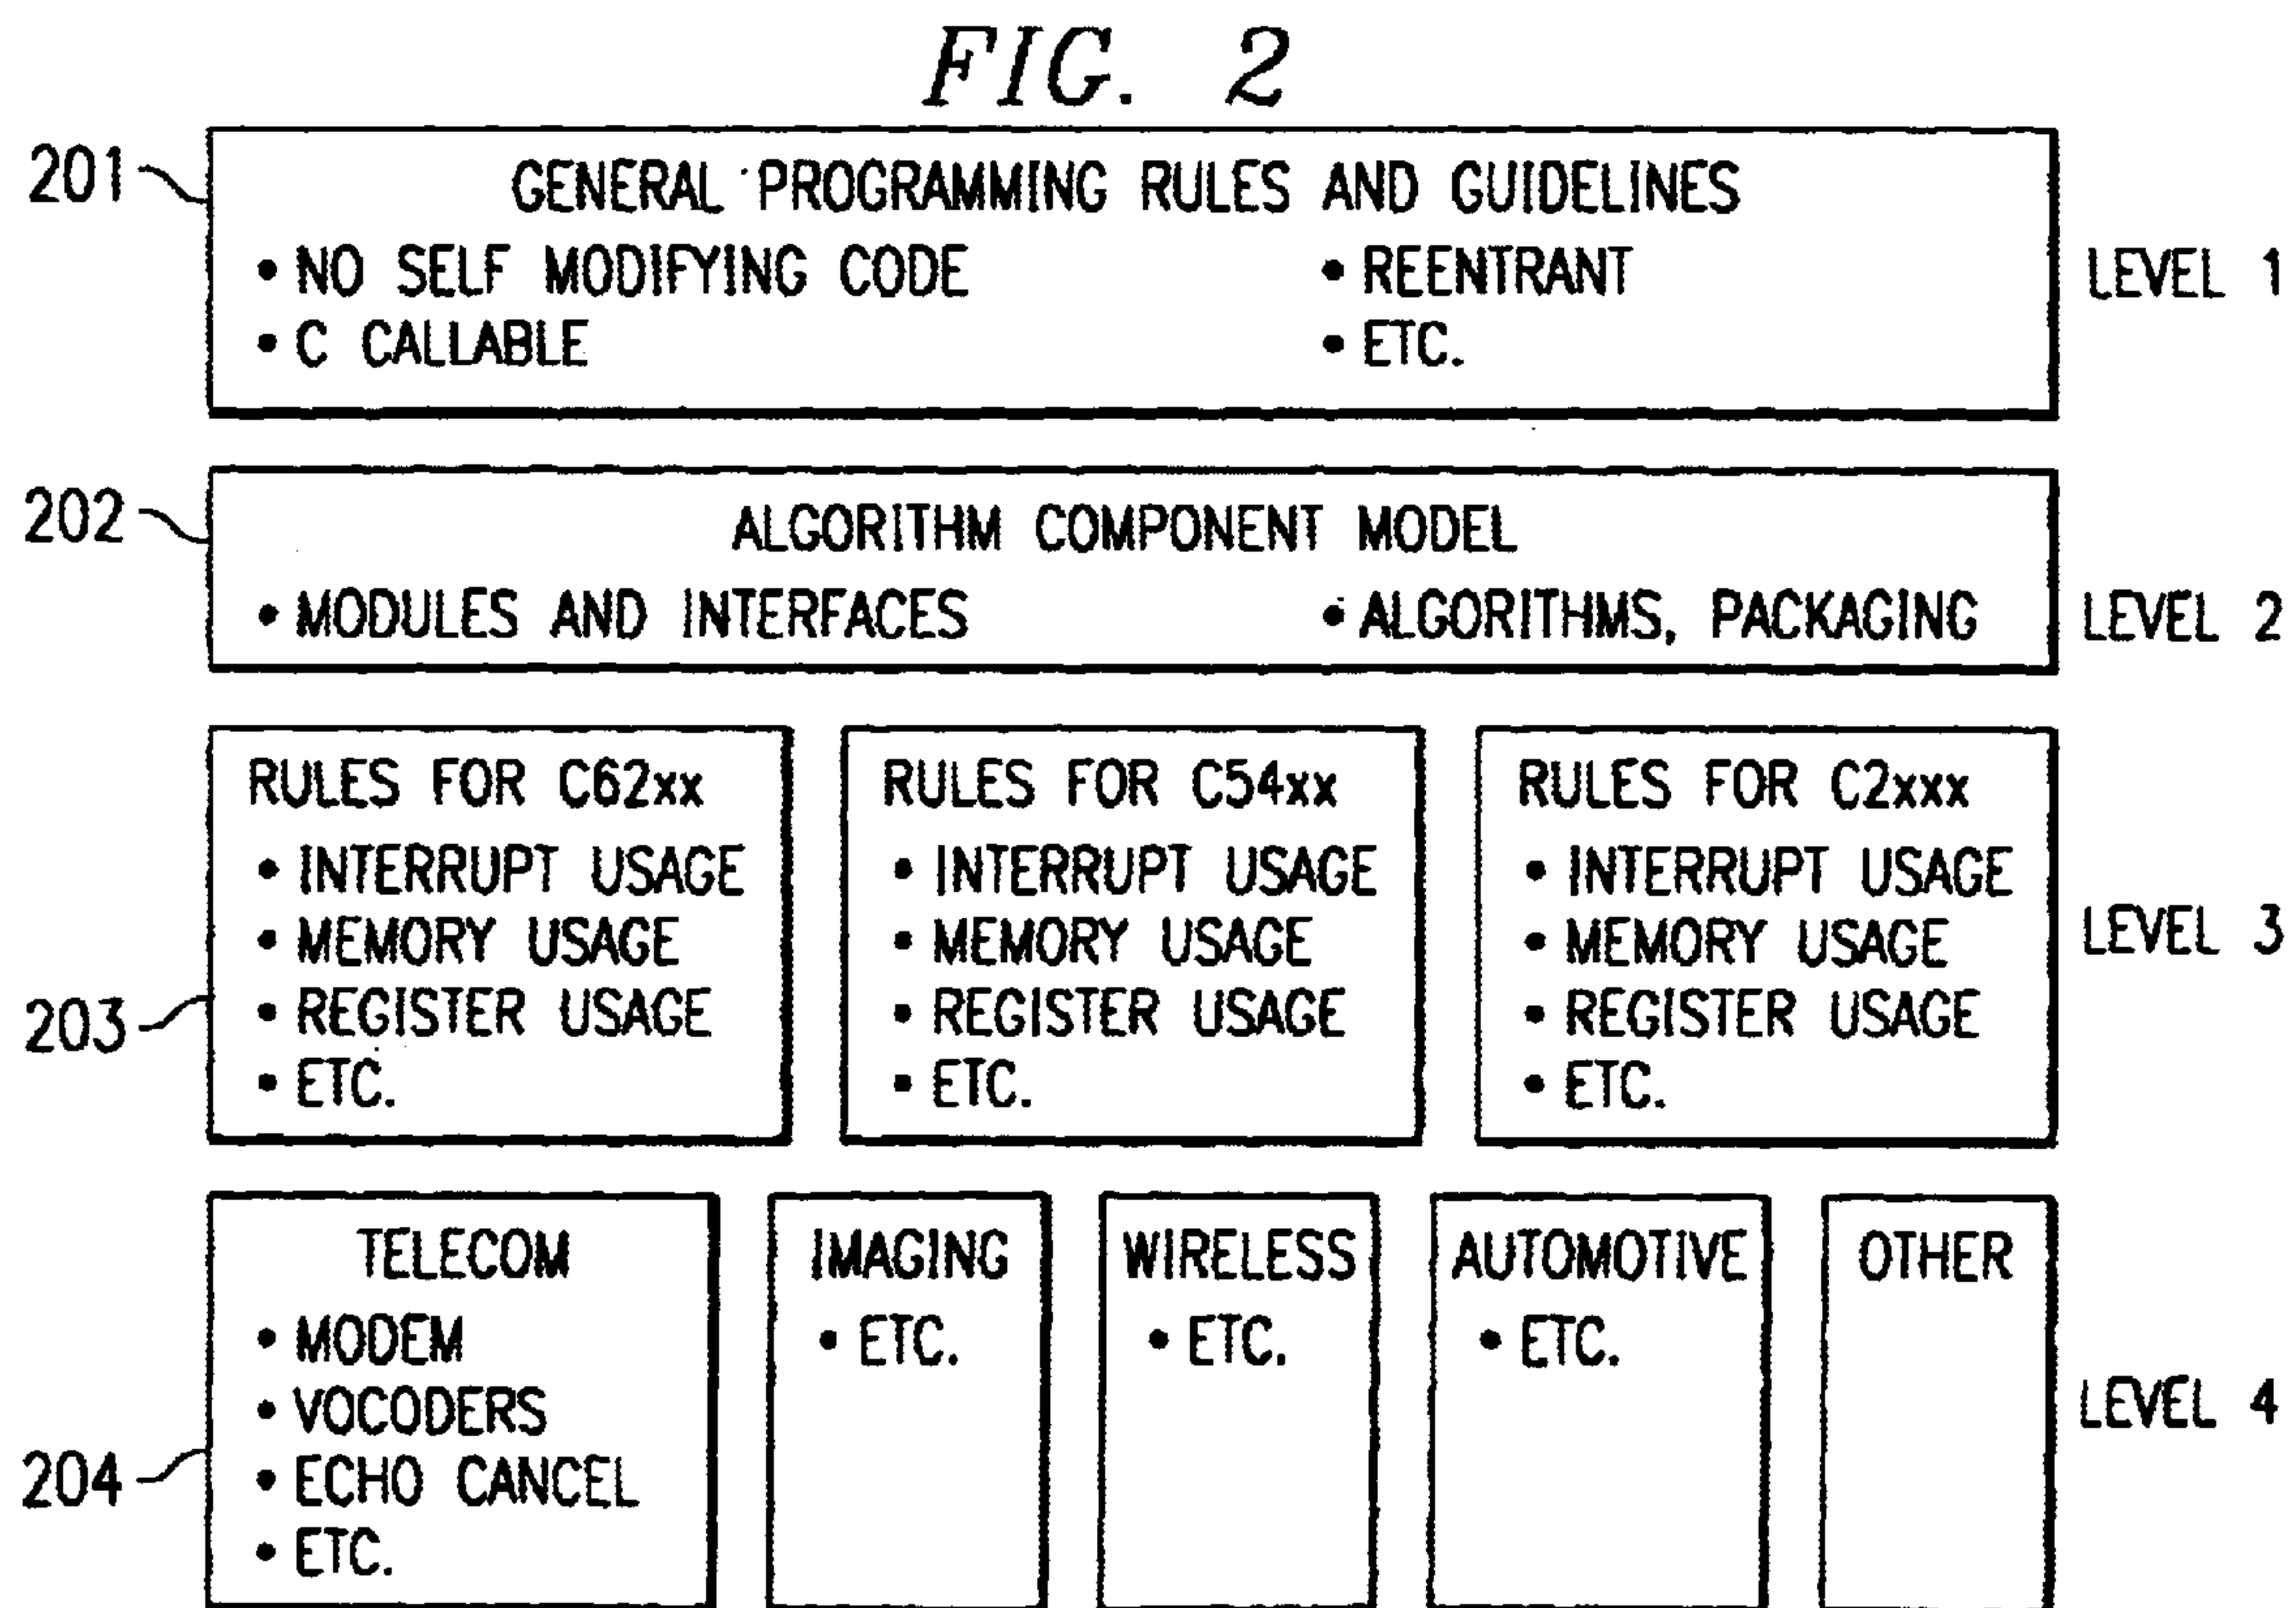 FIG. 2
201
GENERAL PROGRAMMING RULES AND GUIDELINES
• NO SELF MODIFYING CODE
• REENTRANT
• C CALLABLE
• ETC.
LEVEL 1
202
ALGORITHM COMPONENT MODEL
• MODULES AND INTERFACES
• ALGORITHMS, PACKAGING
LEVEL 2
203
RULES FOR C62xx
• INTERRUPT USAGE
• MEMORY USAGE
• REGISTER USAGE
• ETC.
RULES FOR C54xx
• INTERRUPT USAGE
• MEMORY USAGE
• REGISTER USAGE
• ETC.
RULES FOR C2xxx
• INTERRUPT USAGE
• MEMORY USAGE
• REGISTER USAGE
• ETC.
LEVEL 3
204
TELECOM
• MODEM
• VOCODERS
• ECHO CANCEL
• ETC.
IMAGING
• ETC.
WIRELESS
• ETC.
AUTOMOTIVE
• ETC.
OTHER
LEVEL 4